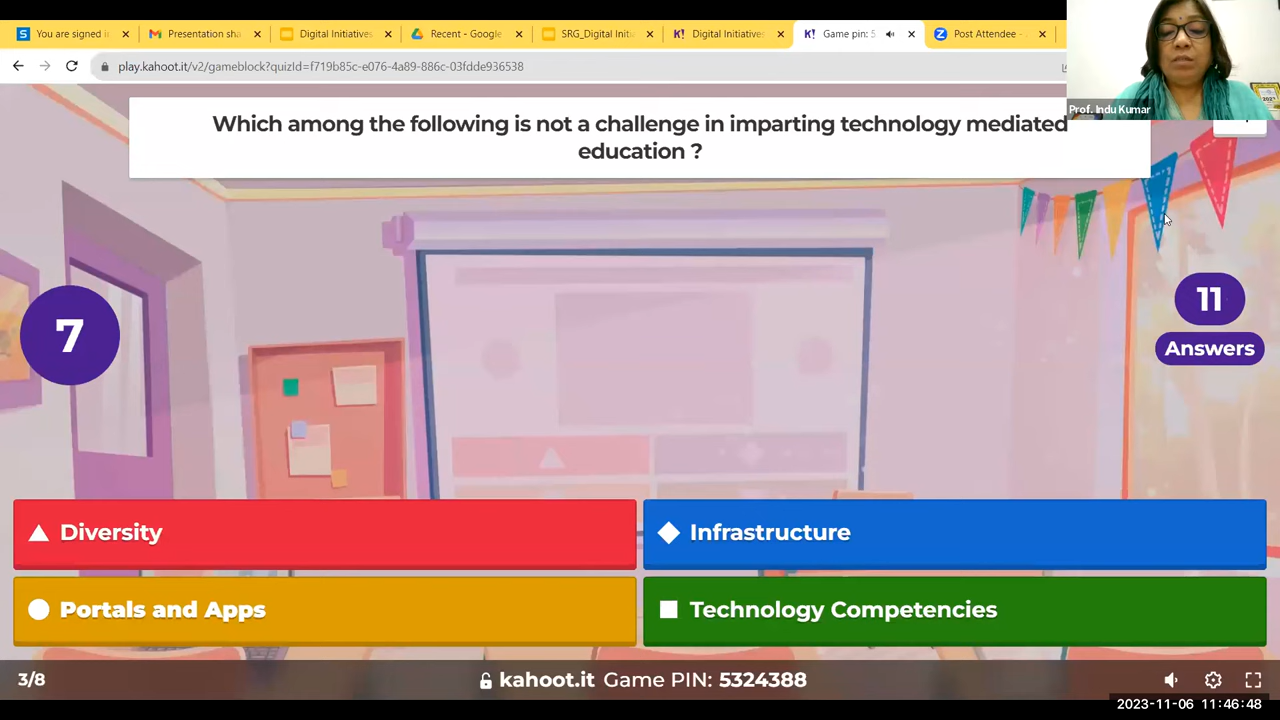 You are signed i
Presentation sha
Digital Initiatives
Recent - Google
SRG_Digital Initi
Digital Initiatives
Game pin: 5
Post Attendee -
play.kahoot.it/v2/gameblock?quizId=f719b85c-e076-4a89-886c-03fdde936538
Prof. Indu Kumar
Which among the following is not a challenge in imparting technology mediated
education ?
7
11
Answers
Diversity
Infrastructure
Portals and Apps
Technology Competencies
3/8
kahoot.it Game PIN: 5324388
2023-11-06 11:46:48